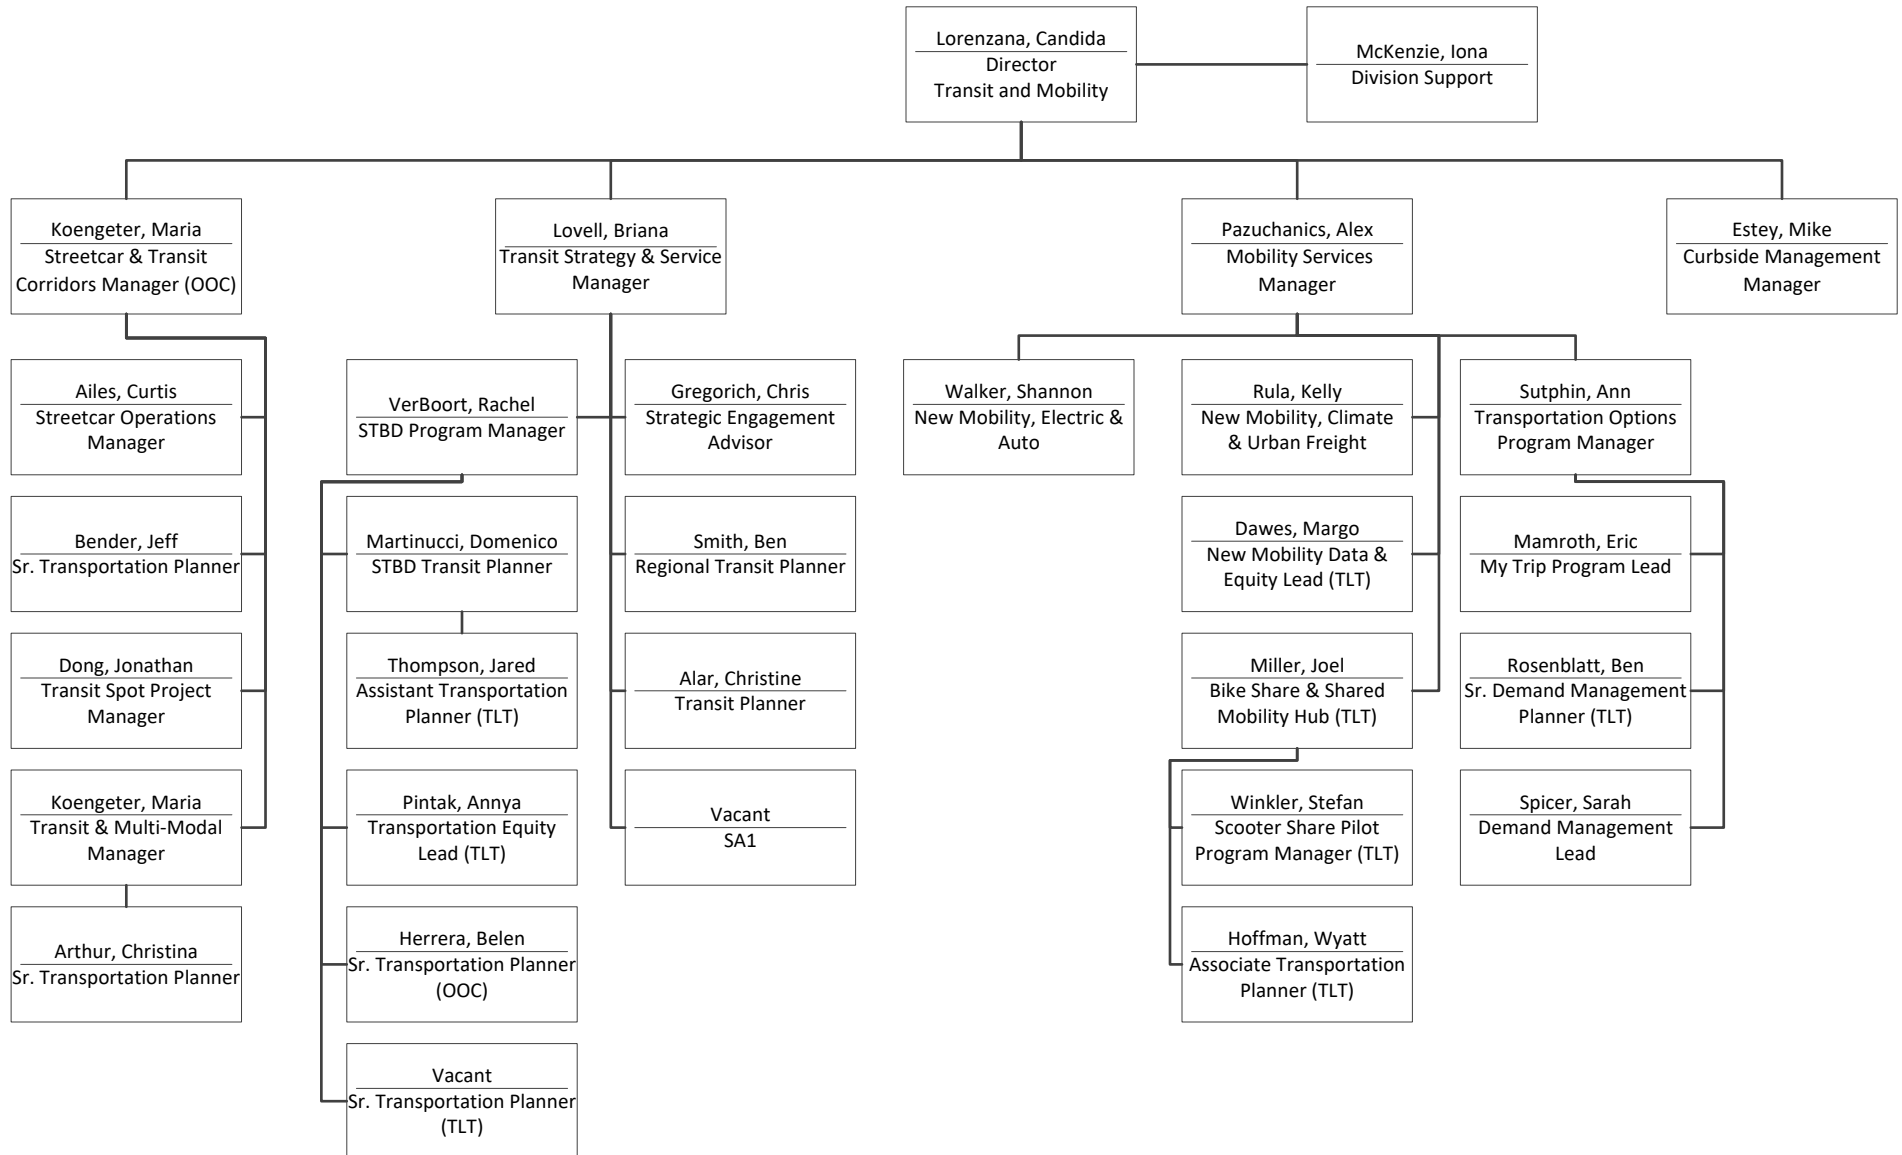 Lorenzana, Candida
Director
Transit and Mobility
McKenzie, Iona
Division Support
Koengeter, Maria
Streetcar & Transit
Corridors Manager (OOC)
Lovell, Briana
Transit Strategy & Service
Manager
Pazuchanics, Alex
Mobility Services
Manager
Estey, Mike
Curbside Management
Manager
Ailes, Curtis
Streetcar Operations
Manager
Bender, Jeff
Sr. Transportation Planner
Dong, Jonathan
Transit Spot Project
Manager
Koengeter, Maria
Transit & Multi-Modal
Manager
Arthur, Christina
Sr. Transportation Planner
VerBoort, Rachel
STBD Program Manager
Martinucci, Domenico
STBD Transit Planner
Thompson, Jared
Assistant Transportation
Planner (TLT)
Pintak, Annya
Transportation Equity
Lead (TLT)
Herrera, Belen
Sr. Transportation Planner
(OOC)
Vacant
Sr. Transportation Planner
(TLT)
Gregorich, Chris
Strategic Engagement
Advisor
Smith, Ben
Regional Transit Planner
Alar, Christine
Transit Planner
Vacant
SA1
Walker, Shannon
New Mobility, Electric &
Auto
Rula, Kelly
New Mobility, Climate
& Urban Freight
Dawes, Margo
New Mobility Data &
Equity Lead (TLT)
Miller, Joel
Bike Share & Shared
Mobility Hub (TLT)
Winkler, Stefan
Scooter Share Pilot
Program Manager (TLT)
Hoffman, Wyatt
Associate Transportation
Planner (TLT)
Sutphin, Ann
Transportation Options
Program Manager
Mamroth, Eric
My Trip Program Lead
Rosenblatt, Ben
Sr. Demand Management
Planner (TLT)
Spicer, Sarah
Demand Management
Lead